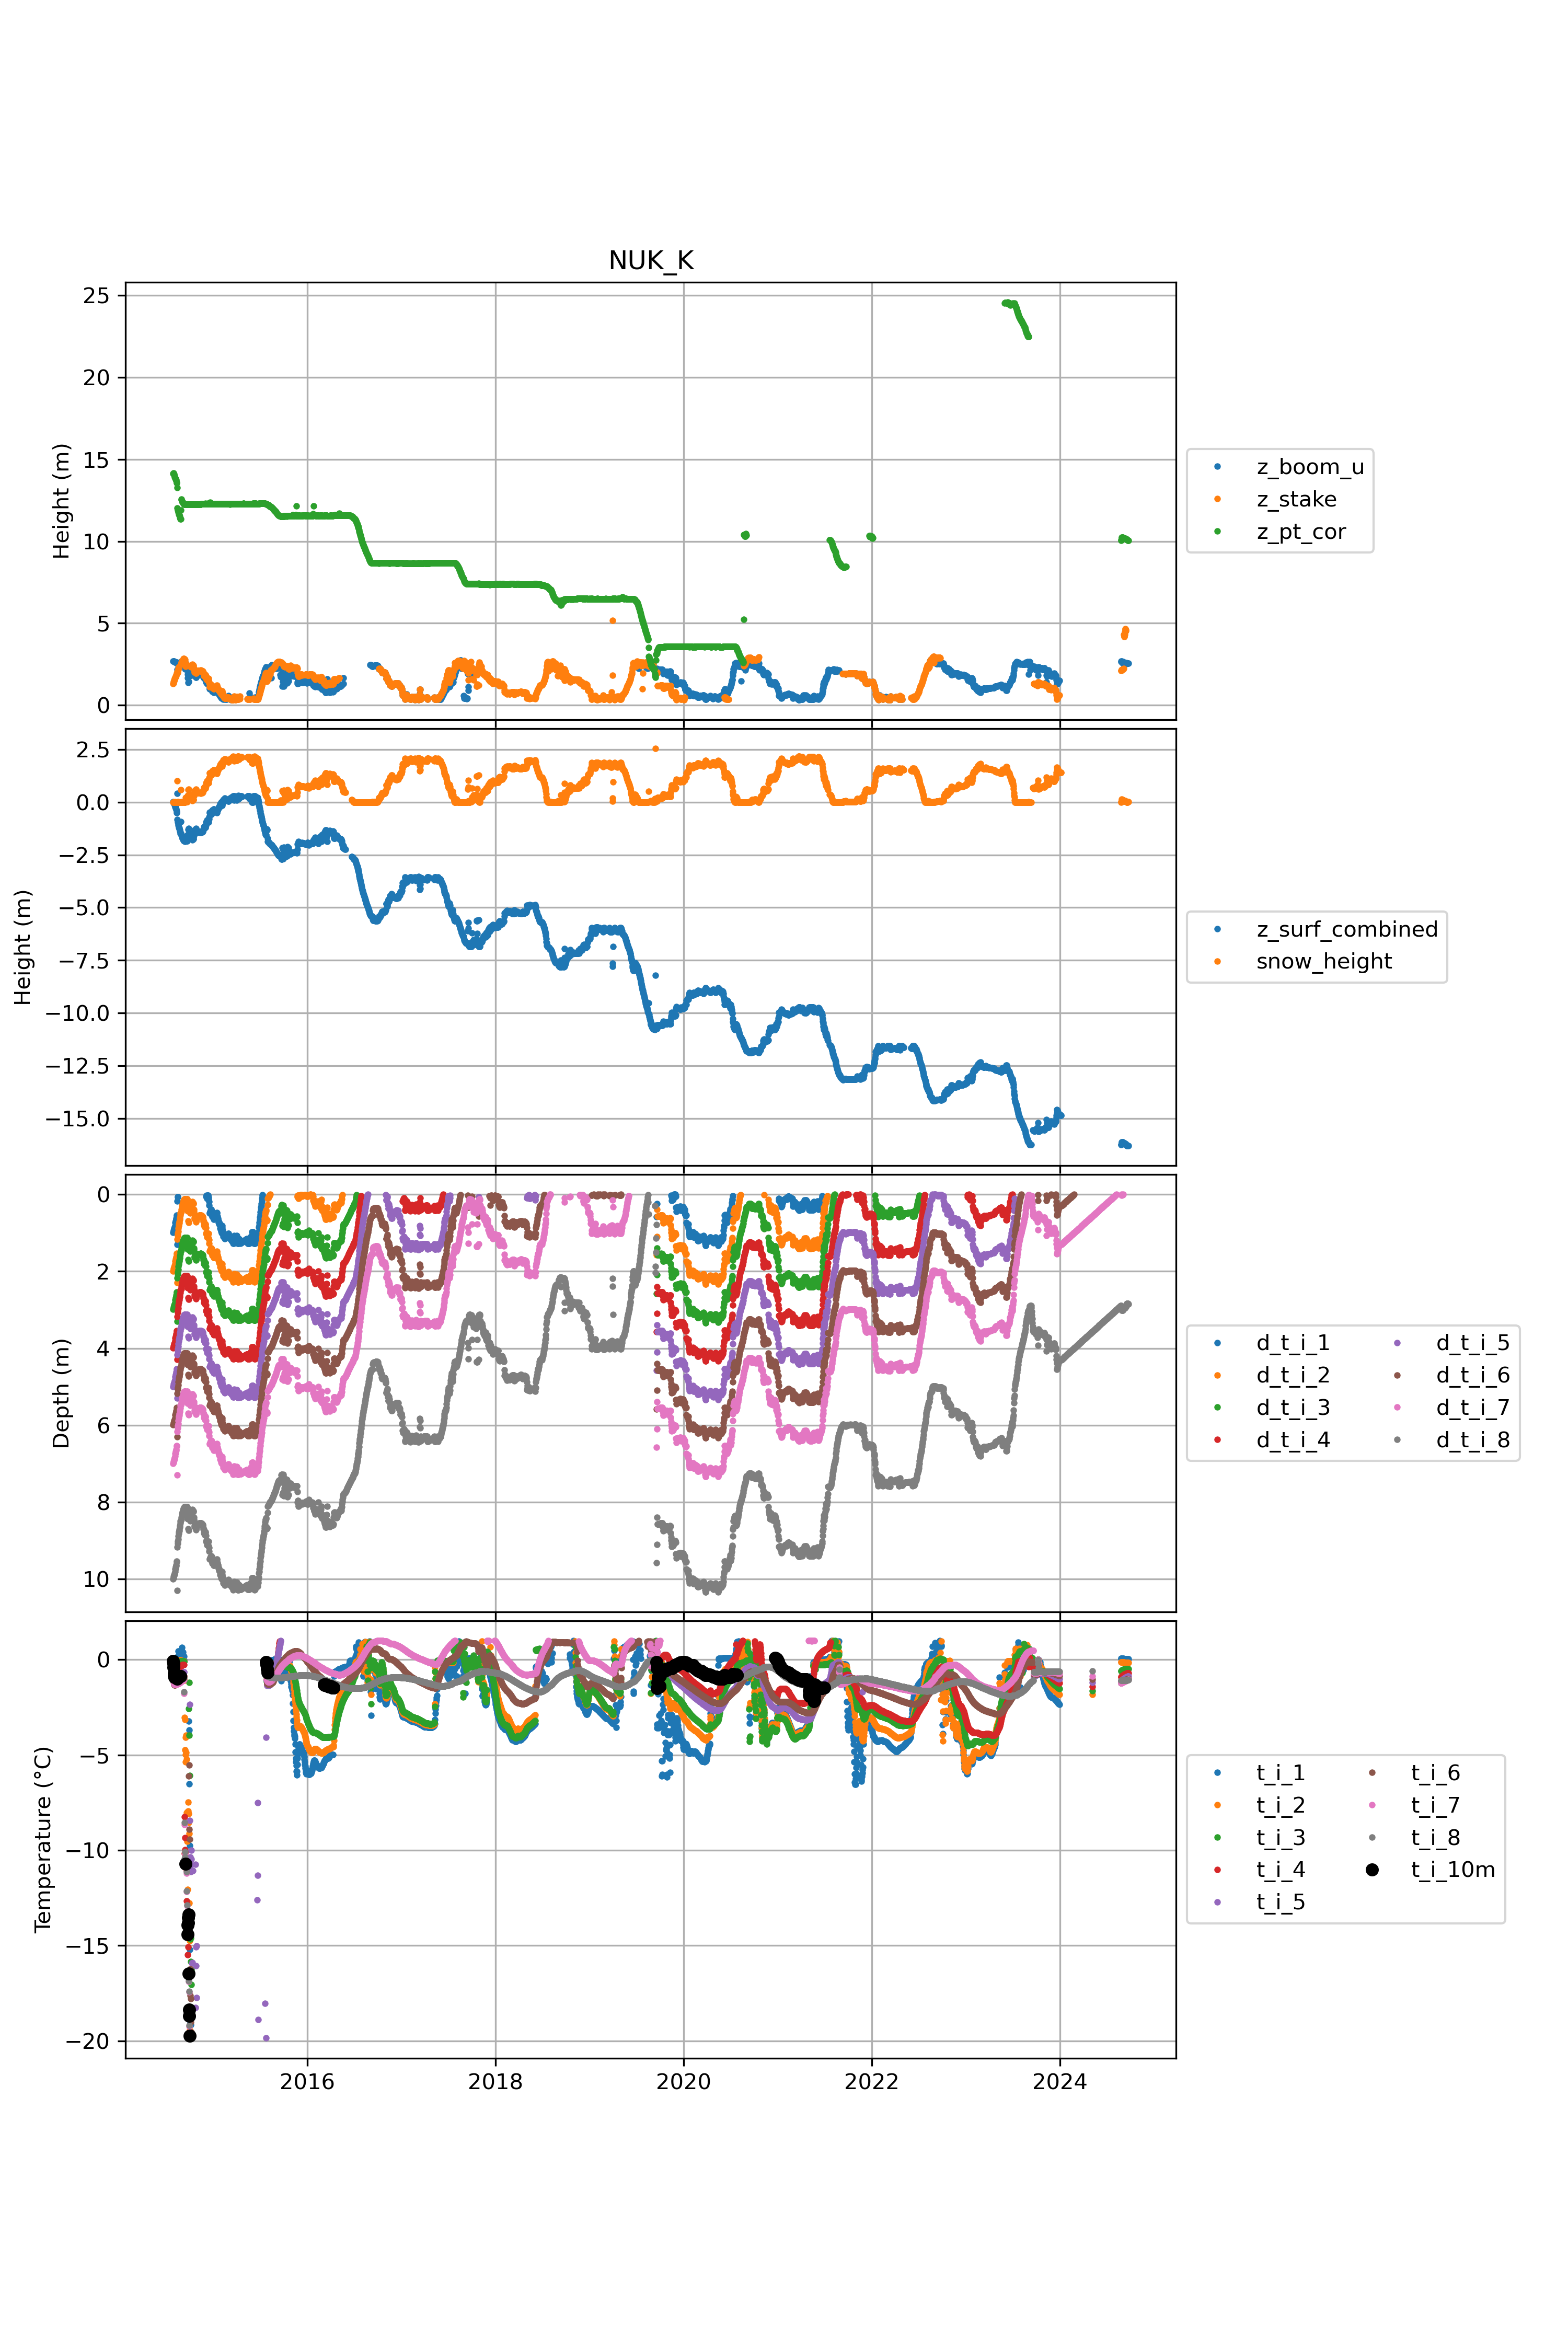 NUK_K
25
20
15
10
5
0
Height (m)
z_boom_u
z_stake
z_pt_cor
2.5
0.0
−2.5
−5.0
−7.5
−10.0
−12.5
−15.0
Height (m)
z_surf_combined
snow_height
0
2
4
6
8
10
Depth (m)
d_t_i_1 d_t_i_5
d_t_i_2 d_t_i_6
d_t_i_3 d_t_i_7
d_t_i_4 d_t_i_8
0
−5
−10
−15
−20
Temperature (°C)
t_i_1 t_i_6
t_i_2 t_i_7
t_i_3 t_i_8
t_i_4 t_i_10m
t_i_5
2016 2018 2020 2022 2024